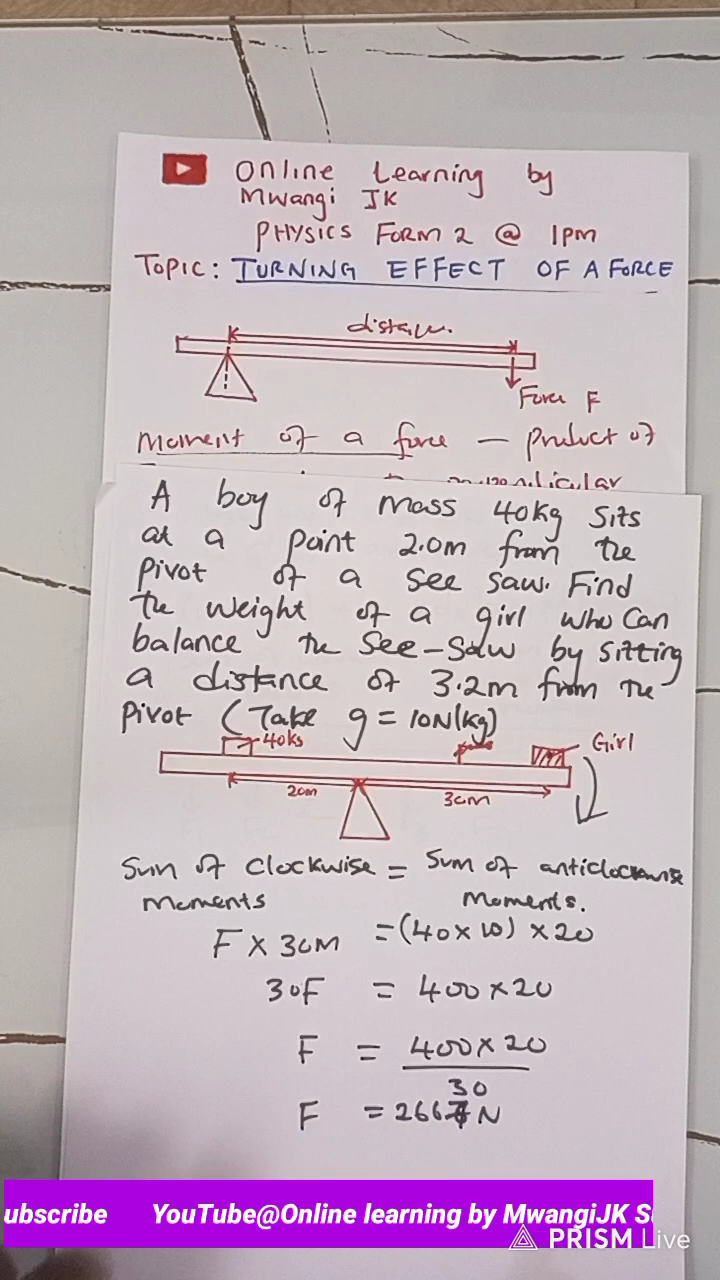 Online Learning by
Mwangi JK
PHYSICS FORM 2 @ 1pm
TOPIC: TURNING EFFECT OF A FORCE
distance.
Force F
Moment of a force — product of
A boy of mass 40kg sits
at a point 2.0m from the
pivot of a see saw. Find
the weight of a girl who can
balance the see-saw by sitting
a distance of 3.2m from the
pivot (Take g = 10N/kg)
40kg
Girl
20m
30m
Sum of clockwise = Sum of anticlockwise
moments moments.
F x 30m = (40 x 10) x 20
30F = 400 x 20
F = 400 x 20
30
F = 266 N
ubscribe YouTube@Online learning by MwangiJK S
PRISM Live